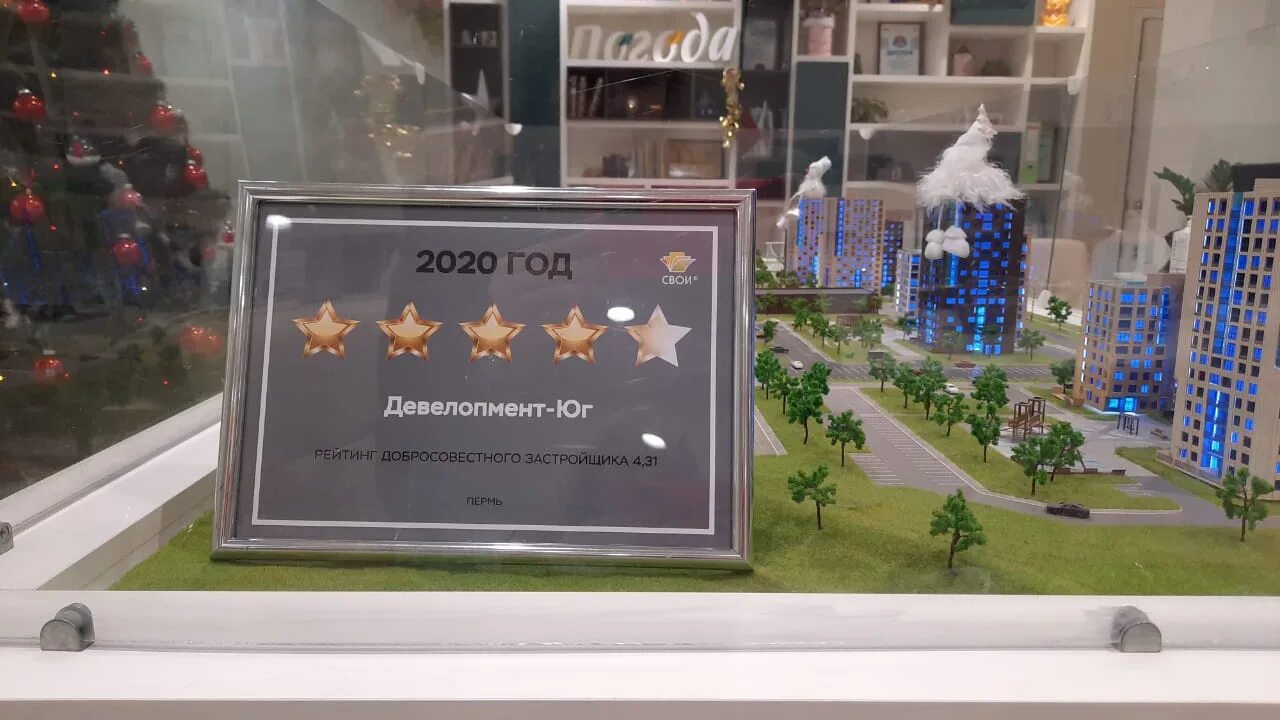 Погода
2020 ГОД
СВОИ®
Девелопмент-Юг
РЕЙТИНГ ДОБРОСОВЕСТНОГО ЗАСТРОЙЩИКА 4,31
ПЕРМЬ